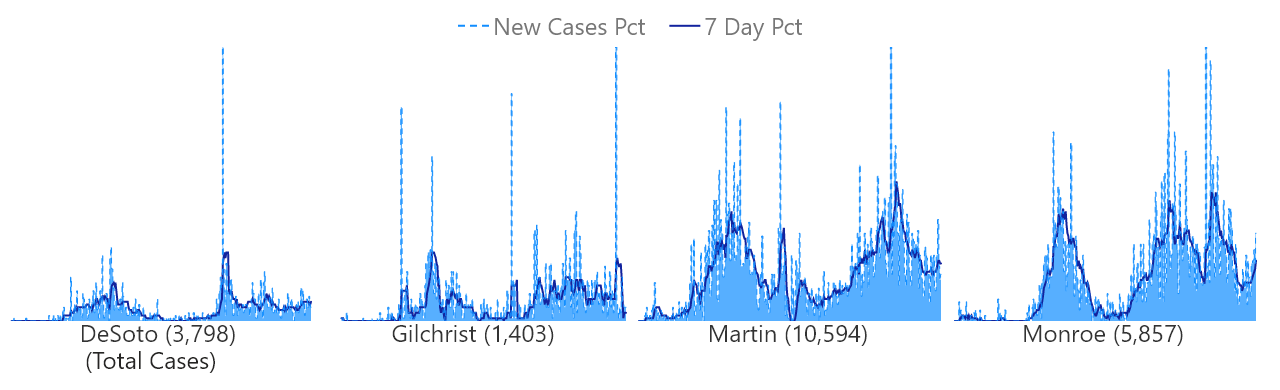 New Cases Pct 7 Day Pct
DeSoto (3,798) Gilchrist (1,403) Martin (10,594) Monroe (5,857)
(Total Cases)